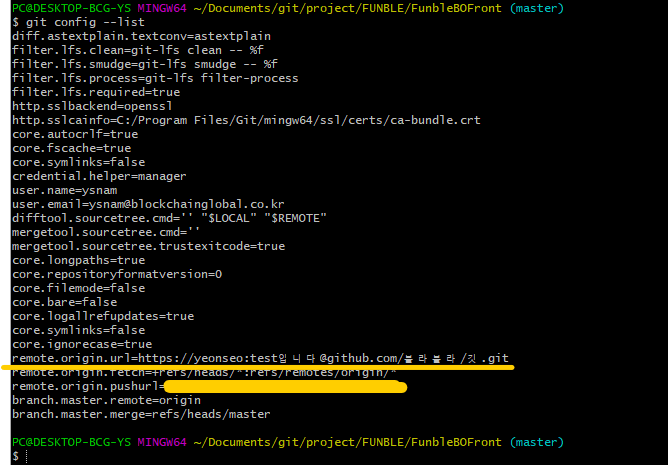 PC@DESKTOP-BCG-YS MINGW64 ~/Documents/git/project/FUNBLE/FunbleBOFront (master)
$ git config --list
diff.astextplain.textconv=astextplain
filter.lfs.clean=git-lfs clean -- %f
filter.lfs.smudge=git-lfs smudge -- %f
filter.lfs.process=git-lfs filter-process
filter.lfs.required=true
http.sslbackend=openssl
http.sslcainfo=C:/Program Files/Git/mingw64/ssl/certs/ca-bundle.crt
core.autocrlf=true
core.fscache=true
core.symlinks=false
credential.helper=manager
user.name=ysnam
user.email=ysnam@blockchainglobal.co.kr
difftool.sourcetree.cmd='' "$LOCAL" "$REMOTE"
mergetool.sourcetree.cmd=''
mergetool.sourcetree.trustexitcode=true
core.longpaths=true
core.repositoryformatversion=0
core.filemode=false
core.bare=false
core.logallrefupdates=true
core.symlinks=false
core.ignorecase=true
remote.origin.url=https://yeonseo:test입니다@github.com/블라블라/깃.git
remote.origin.fetch=+refs/heads/*:refs/remotes/origin/*
remote.origin.pushurl=
branch.master.remote=origin
branch.master.merge=refs/heads/master
PC@DESKTOP-BCG-YS MINGW64 ~/Documents/git/project/FUNBLE/FunbleBOFront (master)
$